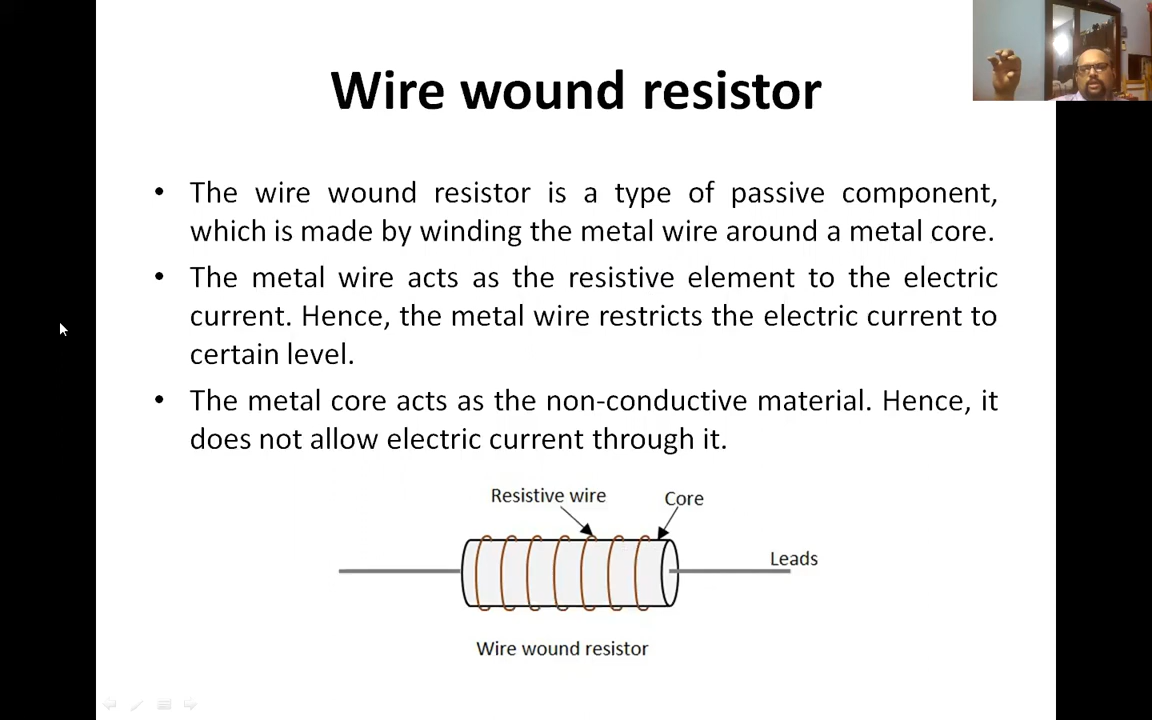 Wire wound resistor
• The wire wound resistor is a type of passive component,
which is made by winding the metal wire around a metal core.
• The metal wire acts as the resistive element to the electric
current. Hence, the metal wire restricts the electric current to
certain level.
• The metal core acts as the non-conductive material. Hence, it
does not allow electric current through it.
Resistive wire
Core
Leads
Wire wound resistor